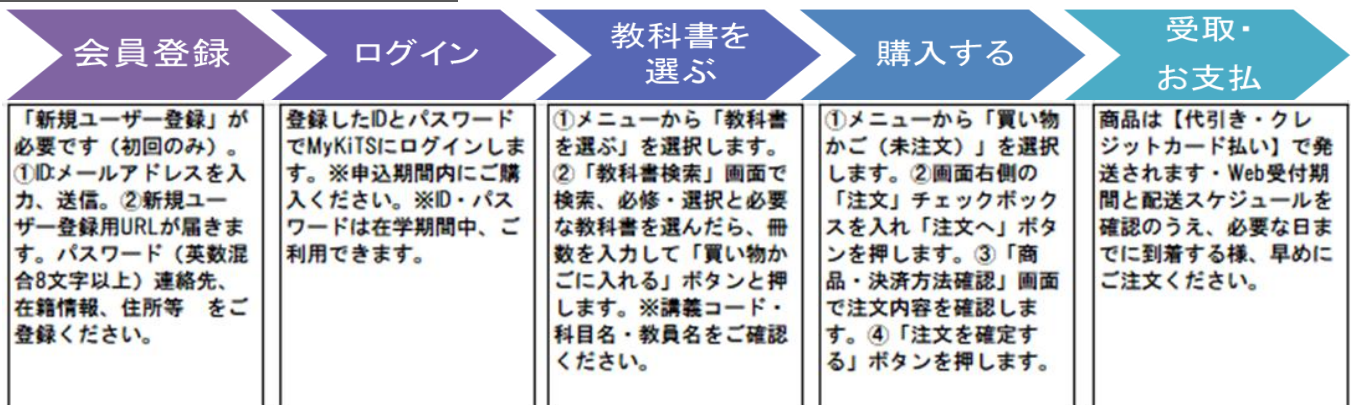 会員登録
ログイン
教科書を
選ぶ
購入する
受取・
お支払
「新規ユーザー登録」が
必要です（初回のみ）。
①ID:メールアドレスを入
力、送信。②新規ユー
ザー登録用URLが届きま
す。パスワード（英数混
合8文字以上）連絡先、
在籍情報、住所等　をご
登録ください。
登録したIDとパスワード
でMyKiTSにログインしま
す。※申込期間内にご購
入ください。※ID・パス
ワードは在学期間中、ご
利用できます。
①メニューから「教科書
を選ぶ」を選択します。
②「教科書検索」画面で
検索、必修・選択と必要
な教科書を選んだら、冊
数を入力して「買い物か
ごに入れる」ボタンと押
します。※講義コード・
科目名・教員名をご確認
ください。
①メニューから「買い物
かご（未注文）」を選択
します。②画面右側の
「注文」チェックボック
スを入れ「注文へ」ボタ
ンを押します。③「商
品・決済方法確認」画面
で注文内容を確認しま
す。④「注文を確定す
る」ボタンを押します。
商品は【代引き・クレ
ジットカード払い】で発
送されます・Web受付期
間と配送スケジュールを
確認のうえ、必要な日ま
でに到着する様、早めに
ご注文ください。